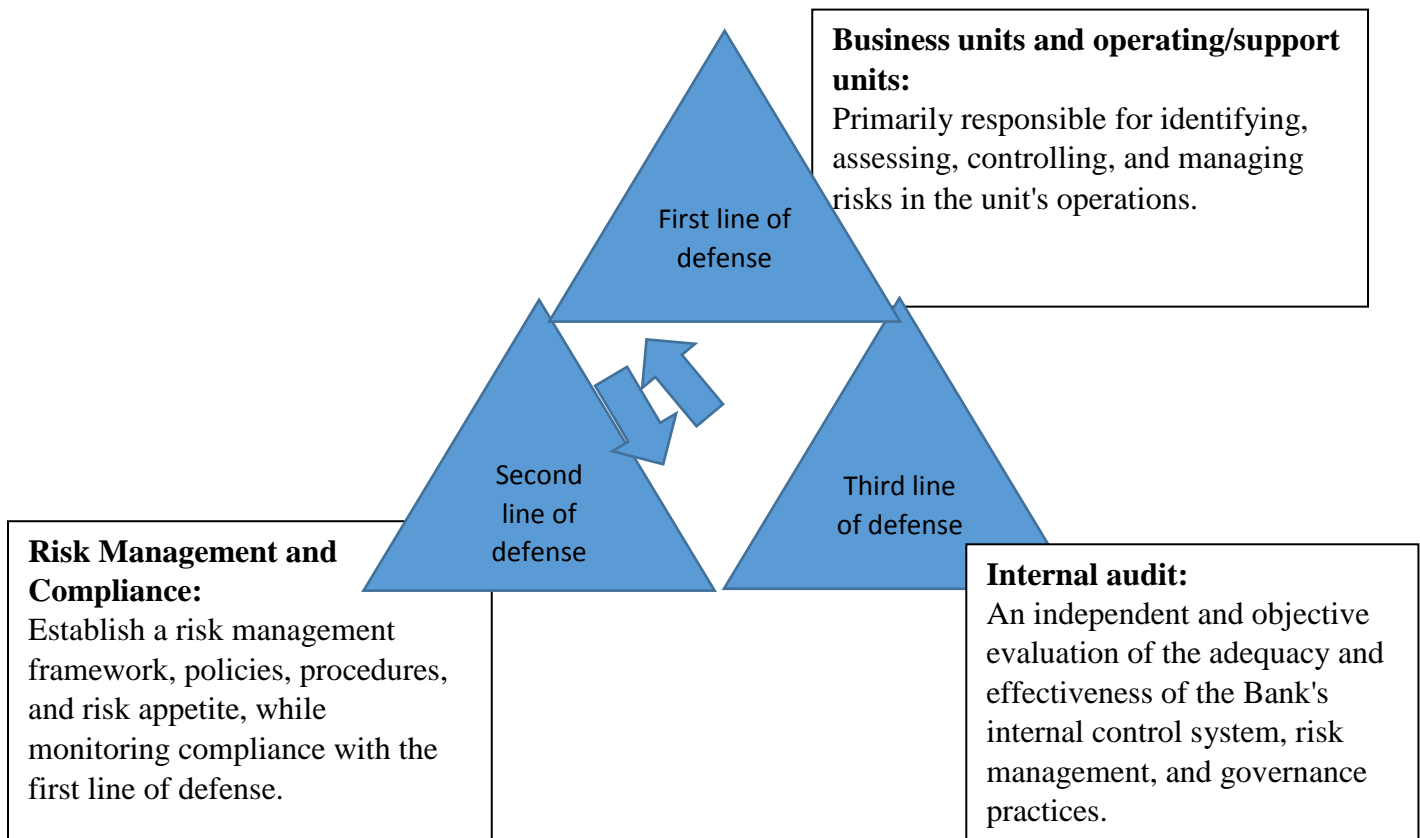 Business units and operating/support
units:
Primarily responsible for identifying,
assessing, controlling, and managing
risks in the unit's operations.
First line of
defense
Second
line of
defense
Third line
of defense
Risk Management and
Compliance:
Establish a risk management
framework, policies, procedures,
and risk appetite, while
monitoring compliance with the
first line of defense.
Internal audit:
An independent and objective
evaluation of the adequacy and
effectiveness of the Bank's
internal control system, risk
management, and governance
practices.